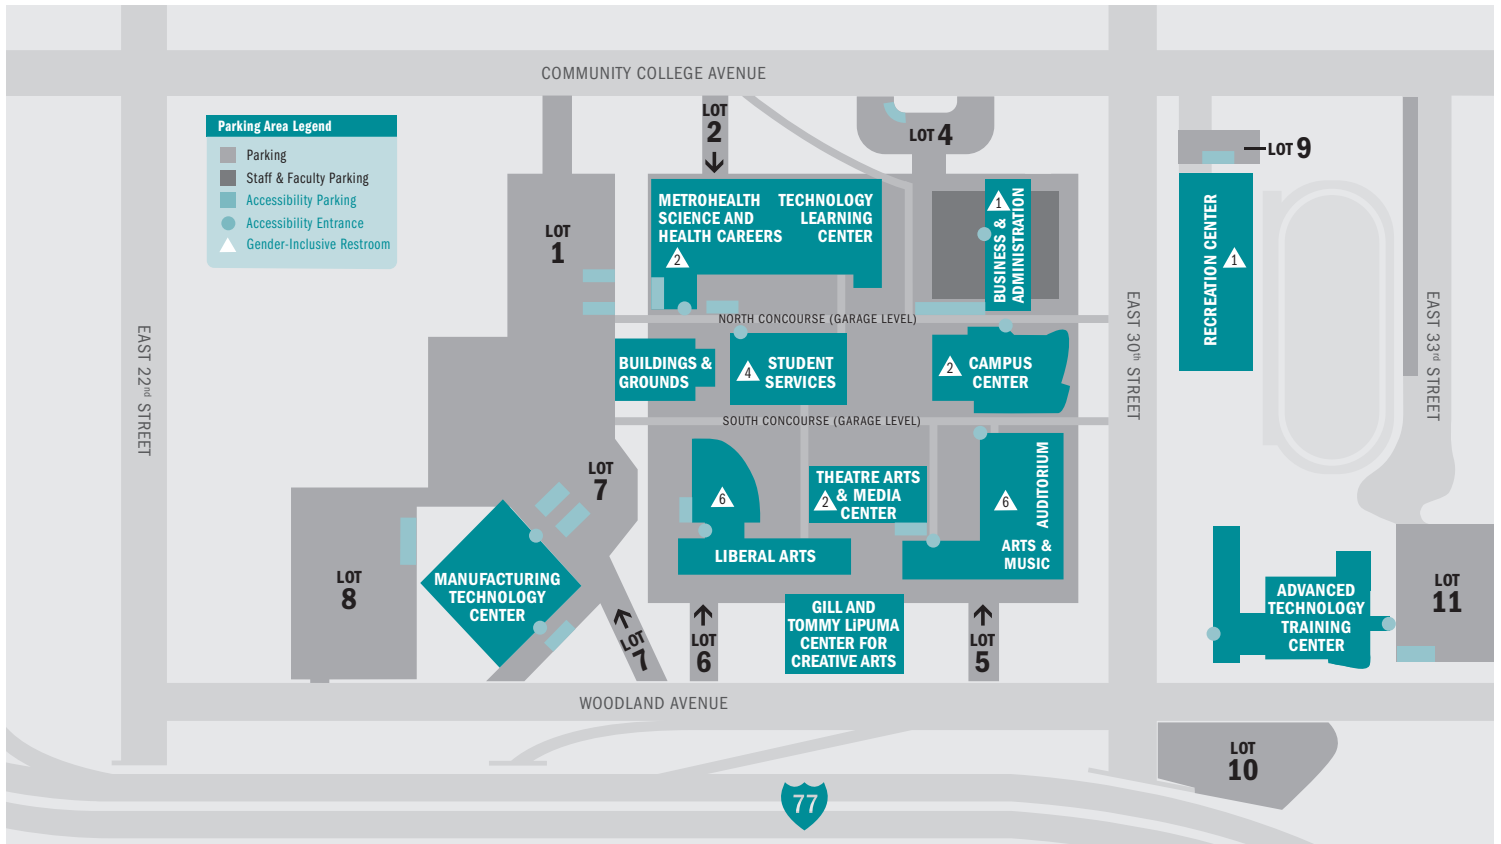 COMMUNITY COLLEGE AVENUE
Parking Area Legend
Parking
Staff & Faculty Parking
Accessibility Parking
Accessibility Entrance
Gender-Inclusive Restroom
LOT
2
LOT 4
LOT 9
LOT
1
METROHEALTH
SCIENCE AND
HEALTH CAREERS
2
TECHNOLOGY
LEARNING
CENTER
1
BUSINESS &
ADMINISTRATION
RECREATION CENTER
1
EAST 22nd STREET
EAST 30th STREET
EAST 33rd STREET
NORTH CONCOURSE (GARAGE LEVEL)
BUILDINGS &
GROUNDS
4
STUDENT
SERVICES
2
CAMPUS
CENTER
SOUTH CONCOURSE (GARAGE LEVEL)
LOT
7
6
LIBERAL ARTS
THEATRE ARTS
& MEDIA
CENTER
2
6
AUDITORIUM
ARTS &
MUSIC
LOT
8
MANUFACTURING
TECHNOLOGY
CENTER
LOT
7
LOT
6
GILL AND
TOMMY LiPUMA
CENTER FOR
CREATIVE ARTS
LOT
5
ADVANCED
TECHNOLOGY
TRAINING
CENTER
LOT
11
WOODLAND AVENUE
LOT
10
77